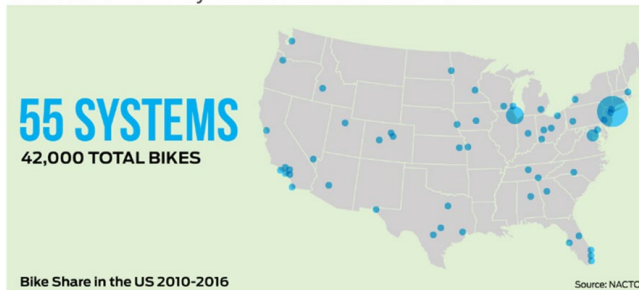 55 SYSTEMS
42,000 TOTAL BIKES
Bike Share in the US 2010-2016
Source: NACTO